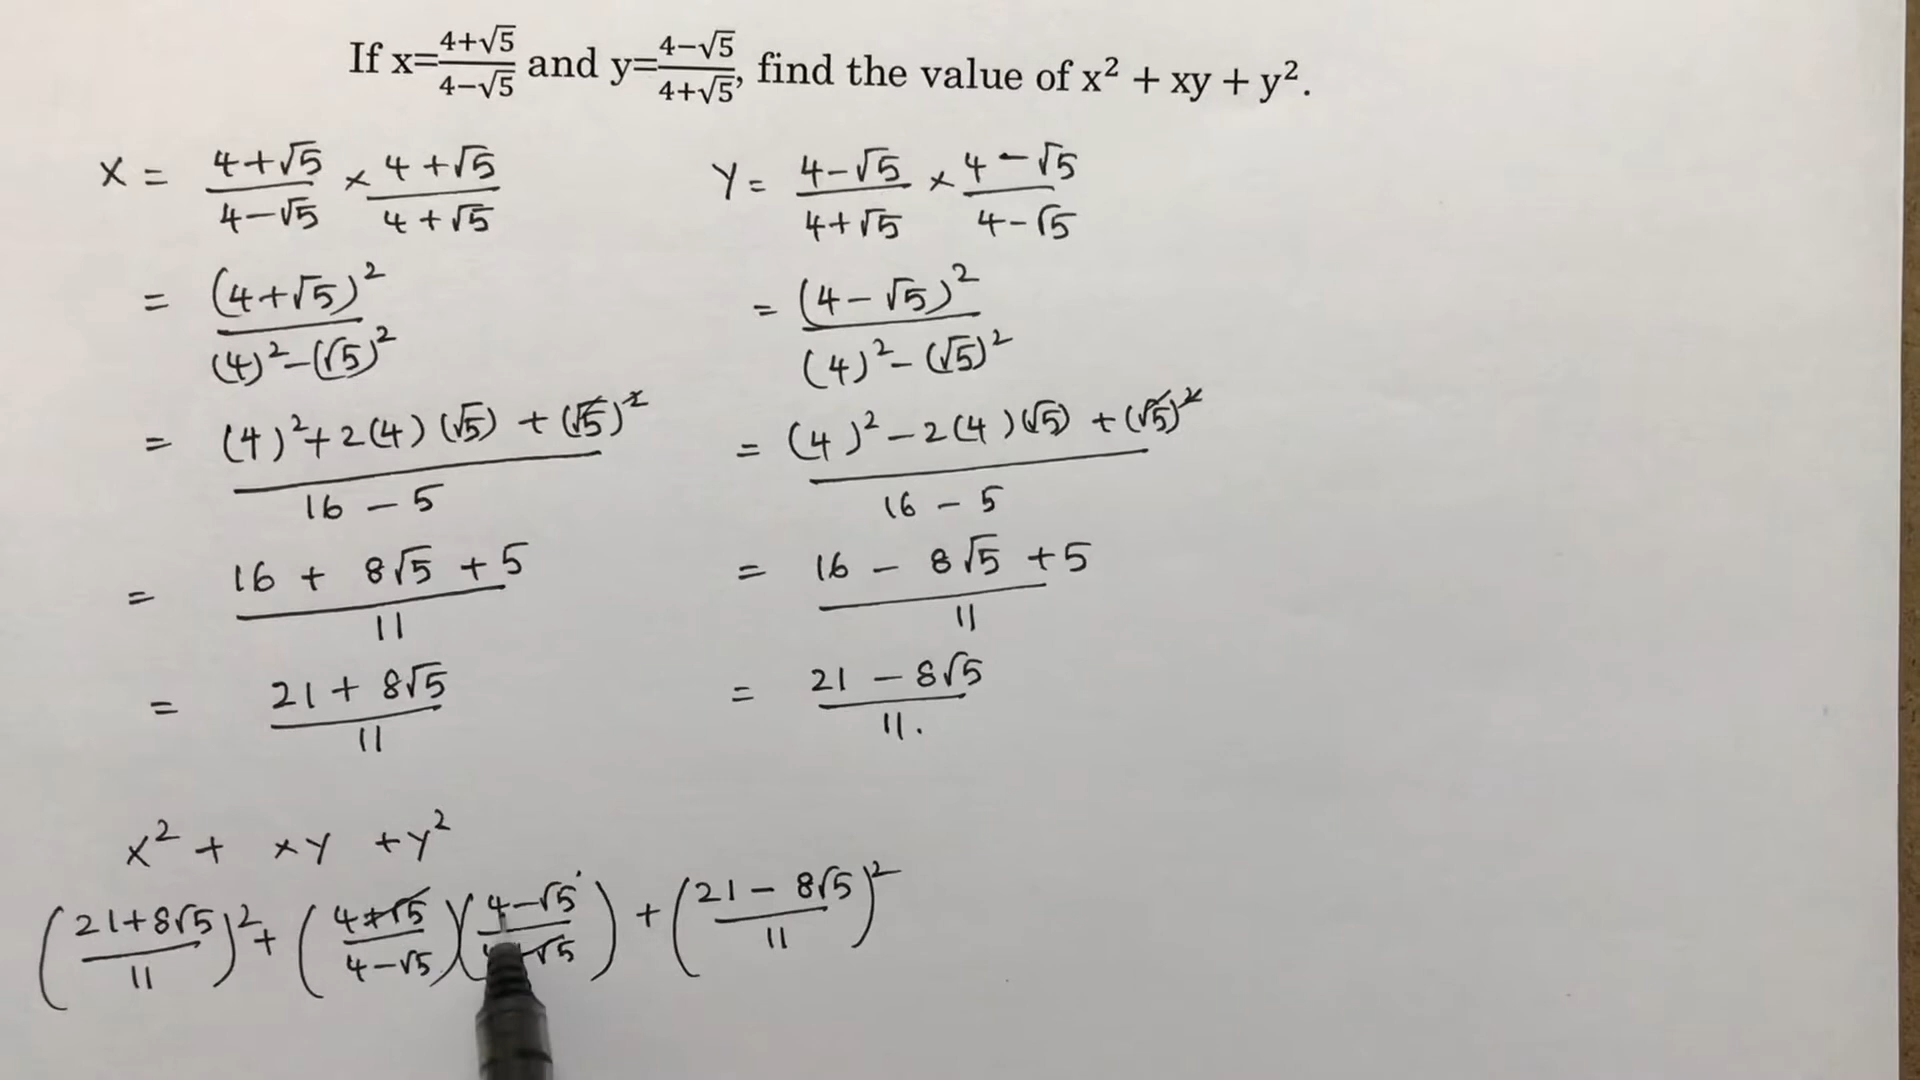 If x=(4+√5)/(4−√5) and y=(4−√5)/(4+√5), find the value of x² + xy + y².
X = (4+√5)/(4−√5) × (4+√5)/(4+√5)
= (4+√5)²/((4)²−(√5)²)
= ((4)²+2(4)(√5)+(√5)²)/(16−5)
= (16+8√5+5)/11
= (21+8√5)/11
Y = (4−√5)/(4+√5) × (4−√5)/(4−√5)
= (4−√5)²/((4)²−(√5)²)
= ((4)²−2(4)(√5)+(√5)²)/(16−5)
= (16−8√5+5)/11
= (21−8√5)/11.
x² + xy + y²
((21+8√5)/11)² + ((4+√5)/(4−√5))((4−√5)/(√5)) + ((21−8√5)/11)²